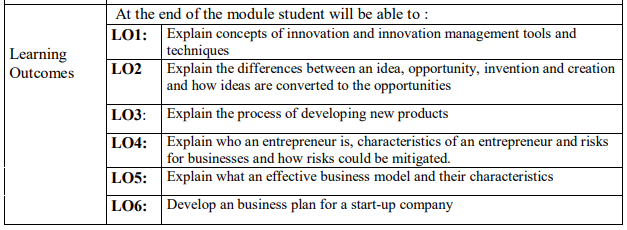 At the end of the module student will be able to :
Learning
Outcomes
LO1: Explain concepts of innovation and innovation management tools and
techniques
LO2 Explain the differences between an idea, opportunity, invention and creation
and how ideas are converted to the opportunities
LO3: Explain the process of developing new products
LO4: Explain who an entrepreneur is, characteristics of an entrepreneur and risks
for businesses and how risks could be mitigated.
LO5: Explain what an effective business model and their characteristics
LO6: Develop an business plan for a start-up company